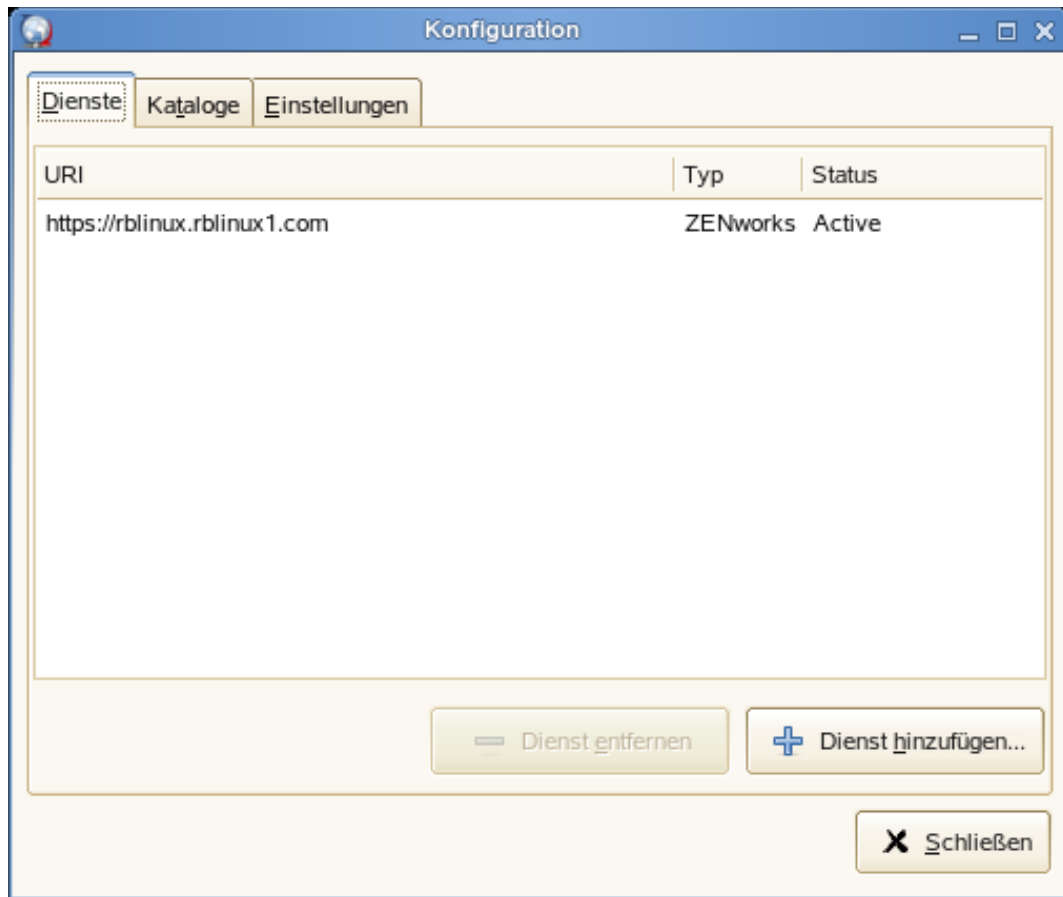 Konfiguration
Dienste Kataloge Einstellungen
URI Typ Status
https://rblinux.rblinux1.com ZENworks Active
Dienst entfernen Dienst hinzufügen...
Schließen